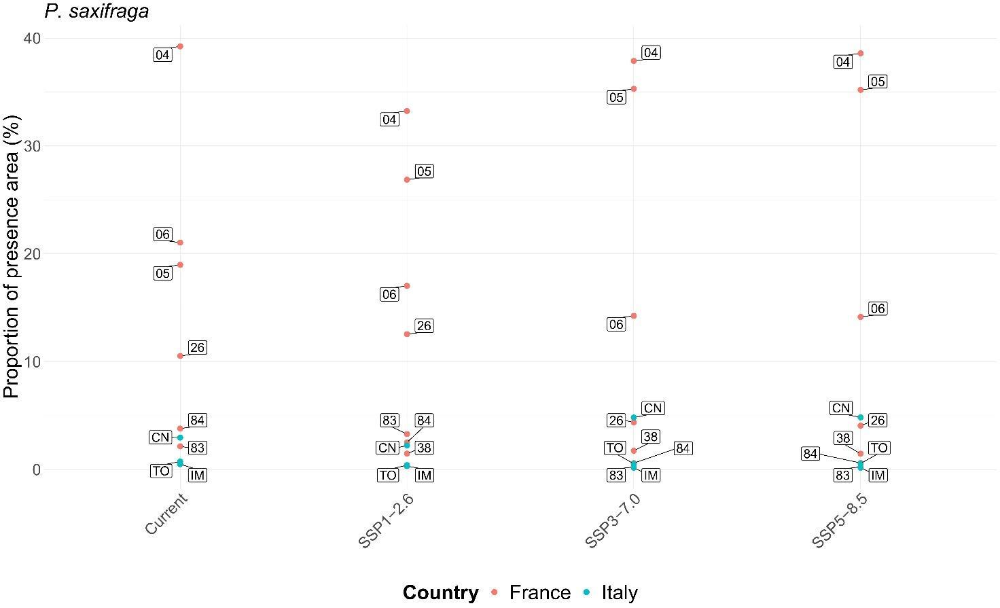 P. saxifraga
Proportion of presence area (%)
40
30
20
10
0
04
06
05
26
84
CN
83
TO
IM
04
05
06
26
83
84
CN
38
TO
IM
04
05
06
CN
26
38
TO
84
83
IM
04
05
06
CN
26
38
TO
84
83
IM
Current
SSP1−2.6
SSP3−7.0
SSP5−8.5
Country France Italy